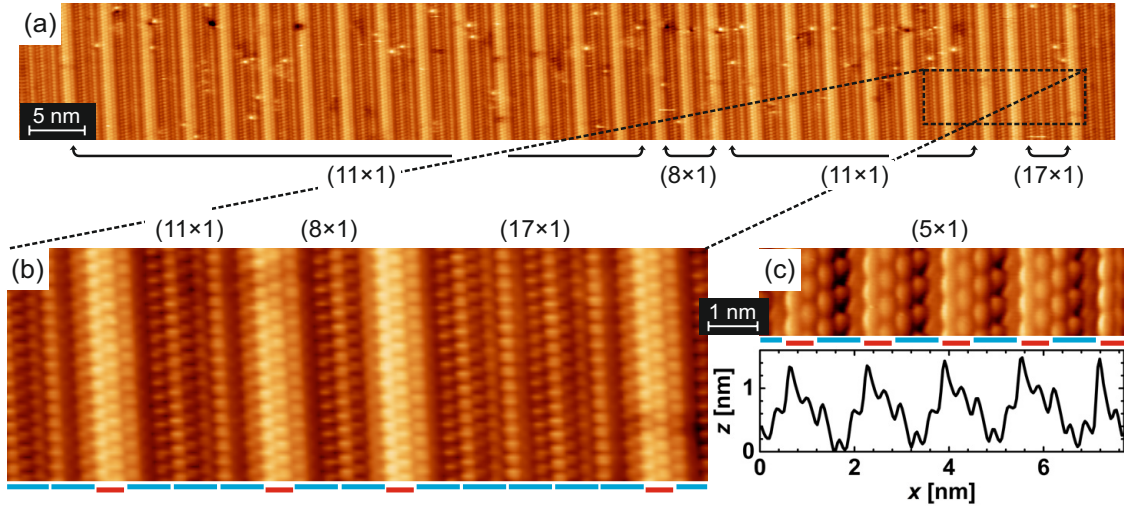 (a)
5 nm
(11×1)
(8×1)
(11×1)
(17×1)
(11×1)
(8×1)
(17×1)
(5×1)
(b)
(c)
1 nm
z [nm]
1
0
0
2
4
6
x [nm]